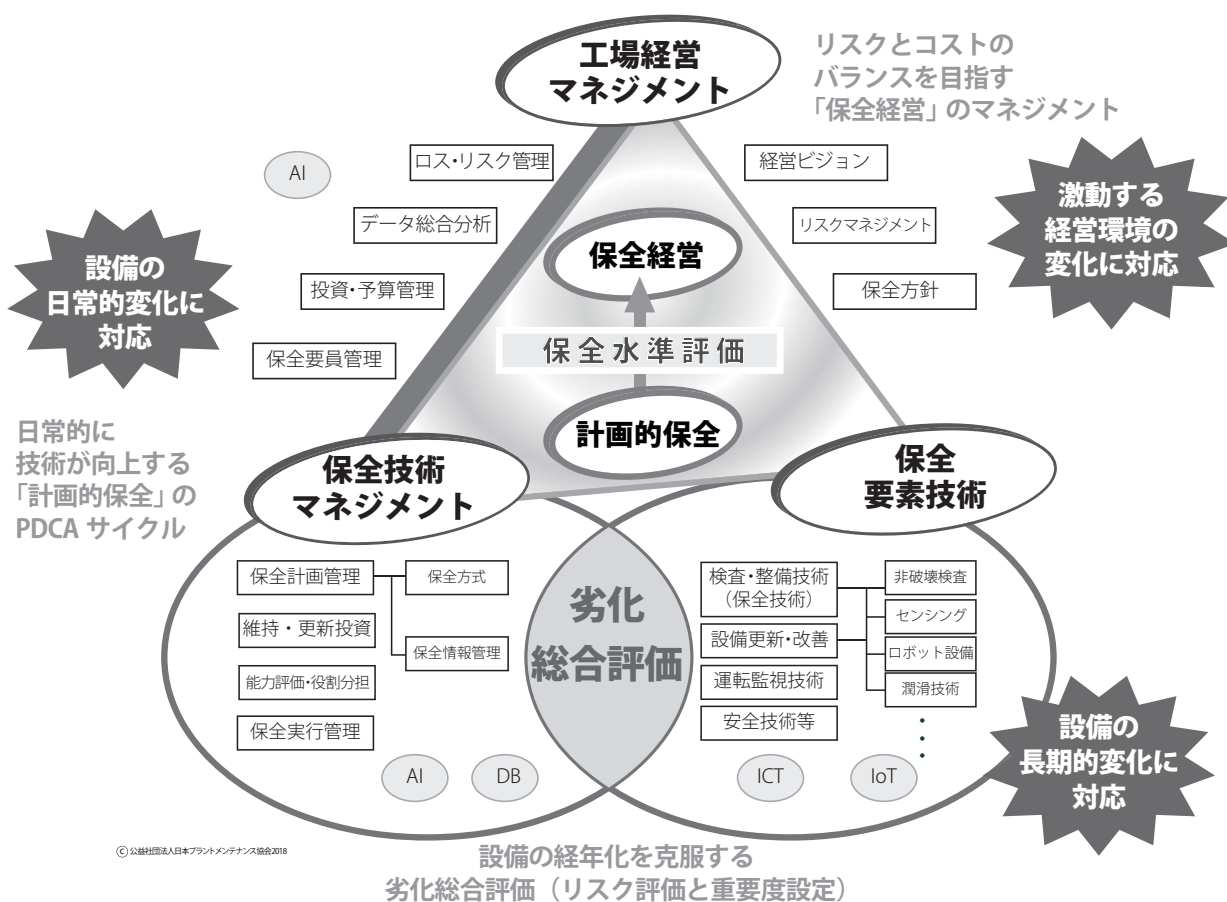 工場経営
マネジメント
リスクとコストの
バランスを目指す
「保全経営」のマネジメント
AI
ロス・リスク管理
経営ビジョン
激動する
経営環境の
変化に対応
データ総合分析
リスクマネジメント
設備の
日常的変化に
対応
保全経営
投資・予算管理
保全方針
保全水準評価
保全要員管理
計画的保全
日常的に
技術が向上する
「計画的保全」の
PDCA サイクル
保全技術
マネジメント
保全
要素技術
保全計画管理
保全方式
維持・更新投資
保全情報管理
能力評価・役割分担
保全実行管理
AI
DB
劣化
総合評価
検査・整備技術
（保全技術）
非破壊検査
センシング
設備更新・改善
ロボット設備
運転監視技術
潤滑技術
安全技術等
ICT
IoT
設備の
長期的変化に
対応
©公益社団法人日本プラントメンテナンス協会2018
設備の経年化を克服する
劣化総合評価（リスク評価と重要度設定）